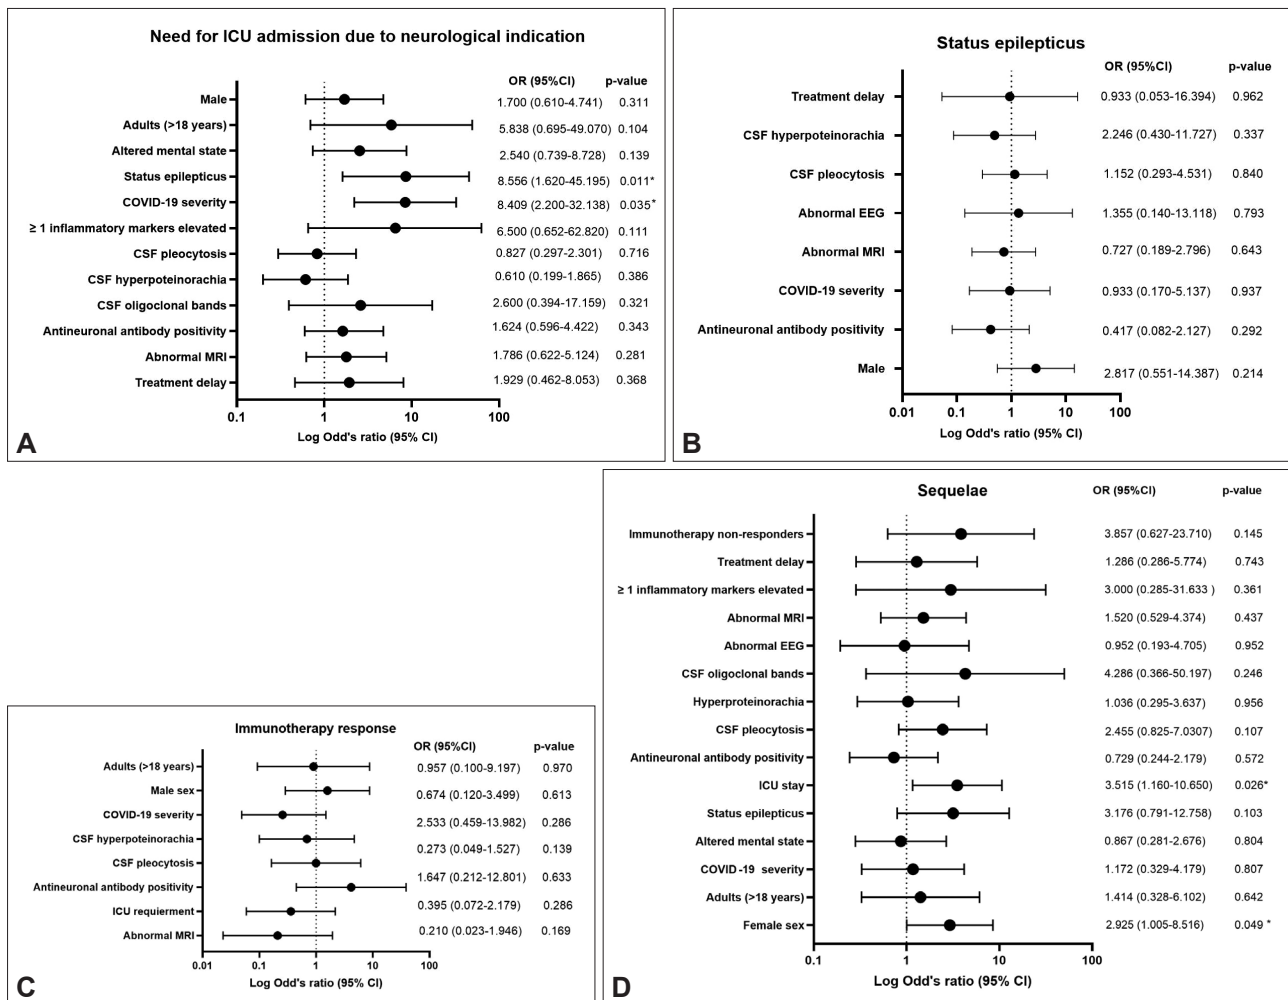 Need for ICU admission due to neurological indication
OR (95%CI) p-value
Male 1.700 (0.610-4.741) 0.311
Adults (>18 years) 5.838 (0.695-49.070) 0.104
Altered mental state 2.540 (0.739-8.728) 0.139
Status epilepticus 8.556 (1.620-45.195) 0.011*
COVID-19 severity 8.409 (2.200-32.138) 0.035*
≥ 1 inflammatory markers elevated 6.500 (0.652-62.820) 0.111
CSF pleocytosis 0.827 (0.297-2.301) 0.716
CSF hyperpoteinorachia 0.610 (0.199-1.865) 0.386
CSF oligoclonal bands 2.600 (0.394-17.159) 0.321
Antineuronal antibody positivity 1.624 (0.596-4.422) 0.343
Abnormal MRI 1.786 (0.622-5.124) 0.281
Treatment delay 1.929 (0.462-8.053) 0.368
0.1 1 10 100
Log Odd's ratio (95% CI)
A
Status epilepticus
OR (95%CI) p-value
Treatment delay 0.933 (0.053-16.394) 0.962
CSF hyperpoteinorachia 2.246 (0.430-11.727) 0.337
CSF pleocytosis 1.152 (0.293-4.531) 0.840
Abnormal EEG 1.355 (0.140-13.118) 0.793
Abnormal MRI 0.727 (0.189-2.796) 0.643
COVID-19 severity 0.933 (0.170-5.137) 0.937
Antineuronal antibody positivity 0.417 (0.082-2.127) 0.292
Male 2.817 (0.551-14.387) 0.214
0.01 0.1 1 10 100
Log Odd's ratio (95% CI)
B
Immunotherapy response
OR (95%CI) p-value
Adults (>18 years) 0.957 (0.100-9.197) 0.970
Male sex 0.674 (0.120-3.499) 0.613
COVID-19 severity 2.533 (0.459-13.982) 0.286
CSF hyperpoteinorachia 0.273 (0.049-1.527) 0.139
CSF pleocytosis 1.647 (0.212-12.801) 0.633
Antineuronal antibody positivity
ICU requierment 0.395 (0.072-2.179) 0.286
Abnormal MRI 0.210 (0.023-1.946) 0.169
0.01 0.1 1 10 100
Log Odd's ratio (95% CI)
C
Sequelae
OR (95%CI) p-value
Immunotherapy non-responders 3.857 (0.627-23.710) 0.145
Treatment delay 1.286 (0.286-5.774) 0.743
≥ 1 inflammatory markers elevated 3.000 (0.285-31.633 ) 0.361
Abnormal MRI 1.520 (0.529-4.374) 0.437
Abnormal EEG 0.952 (0.193-4.705) 0.952
CSF oligoclonal bands 4.286 (0.366-50.197) 0.246
Hyperproteinorachia 1.036 (0.295-3.637) 0.956
CSF pleocytosis 2.455 (0.825-7.0307) 0.107
Antineuronal antibody positivity 0.729 (0.244-2.179) 0.572
ICU stay 3.515 (1.160-10.650) 0.026*
Status epilepticus 3.176 (0.791-12.758) 0.103
Altered mental state 0.867 (0.281-2.676) 0.804
COVID-19 severity 1.172 (0.329-4.179) 0.807
Adults (>18 years) 1.414 (0.328-6.102) 0.642
Female sex 2.925 (1.005-8.516) 0.049 *
0.1 1 10 100
Log Odd's ratio (95% CI)
D